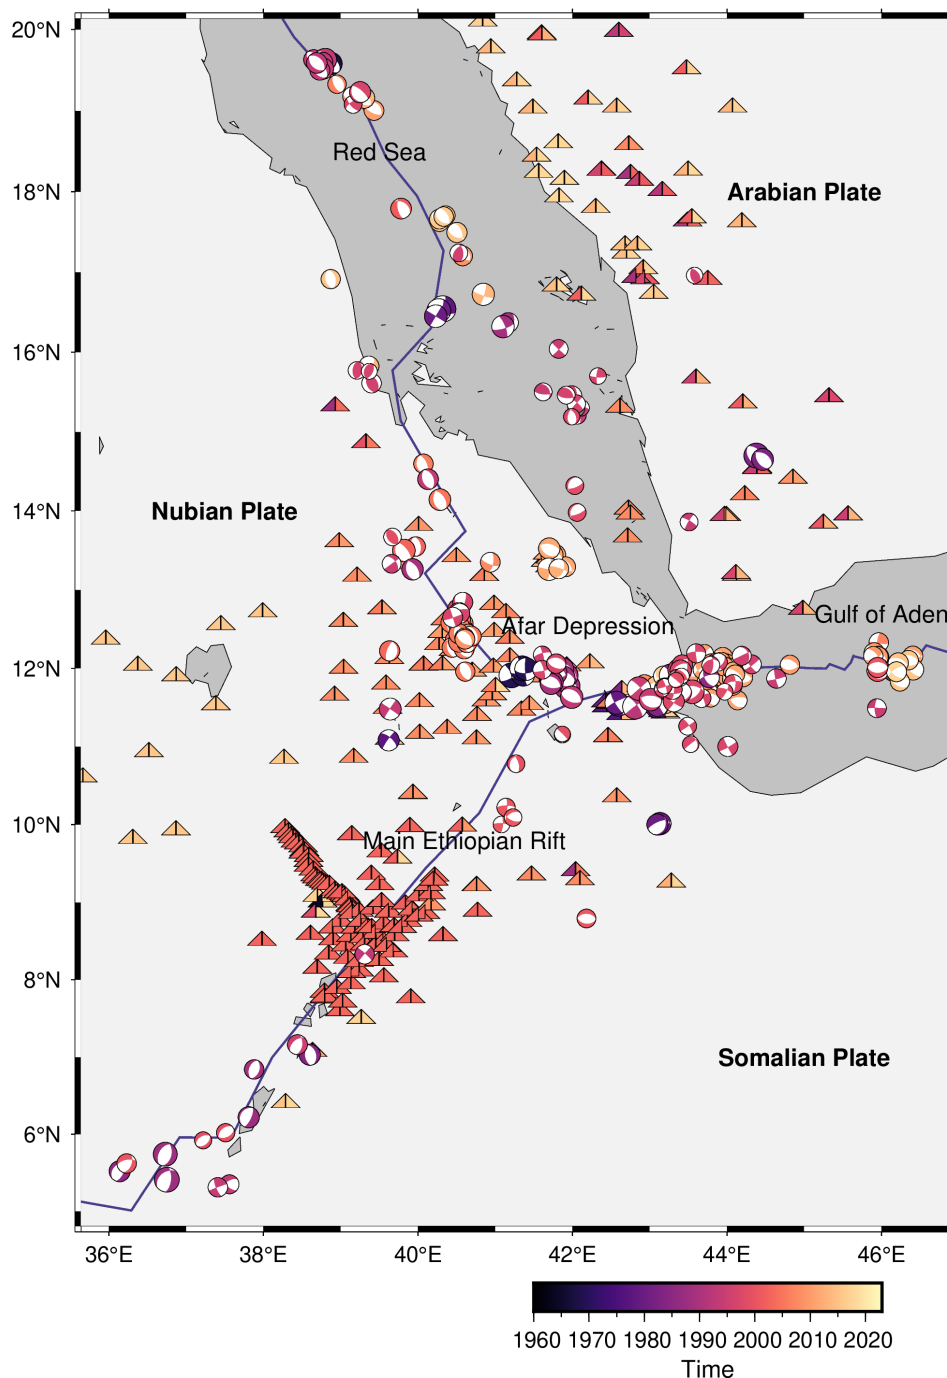 20°N
Red Sea
18°N
Arabian Plate
16°N
14°N
Nubian Plate
Gulf of Aden
Afar Depression
12°N
10°N
Main Ethiopian Rift
8°N
Somalian Plate
6°N
36°E 38°E 40°E 42°E 44°E 46°E
1960 1970 1980 1990 2000 2010 2020
Time